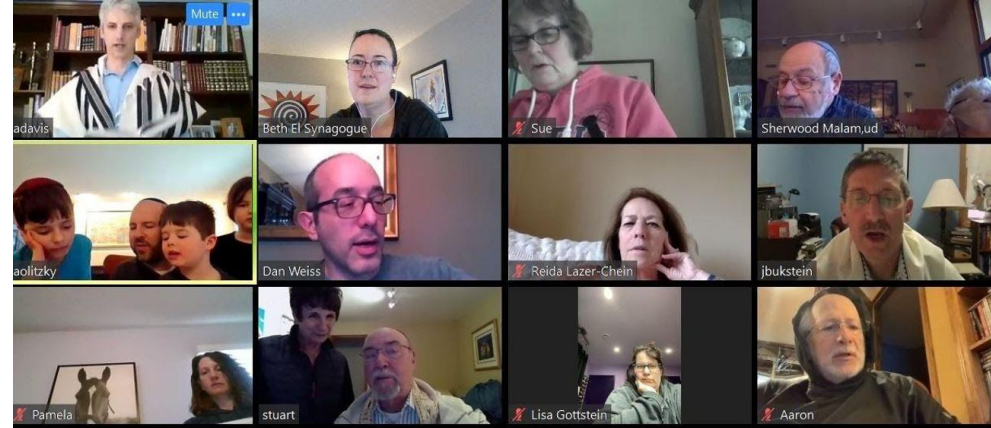 Mute
adavis
Beth El Synagogue
Sue
Sherwood Malam,ud
aolitzky
Dan Weiss
Reida Lazer-Chein
jbukstein
Pamela
stuart
Lisa Gottstein
Aaron